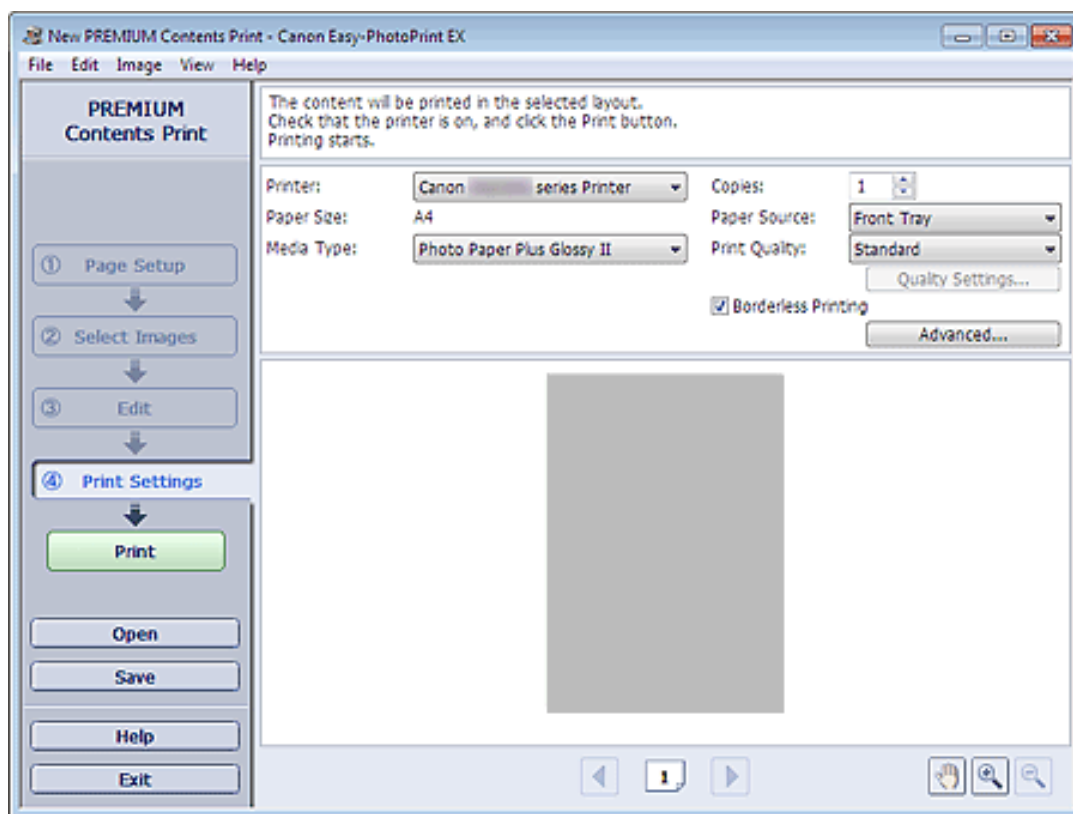 New PREMIUM Contents Print - Canon Easy-PhotoPrint EX
File Edit Image View Help
PREMIUM
Contents Print
① Page Setup
② Select Images
③ Edit
④ Print Settings
Print
Open
Save
Help
Exit
The content will be printed in the selected layout.
Check that the printer is on, and click the Print button.
Printing starts.
Printer: Canon series Printer Copies: 1
Paper Size: A4 Paper Source: Front Tray
Media Type: Photo Paper Plus Glossy II Print Quality: Standard
Quality Settings...
Borderless Printing
Advanced...
1